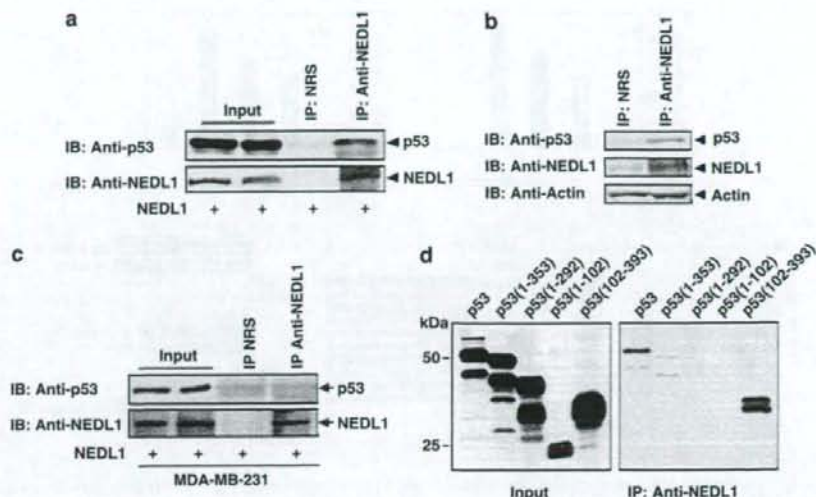 a
Input
IP: NRS
IP: Anti-NEDL1
IB: Anti-p53
p53
IB: Anti-NEDL1
NEDL1
NEDL1 + + + +
b
IP: NRS
IP: Anti-NEDL1
IB: Anti-p53
p53
IB: Anti-NEDL1
NEDL1
IB: Anti-Actin
Actin
c
Input
IP NRS
IP Anti-NEDL1
IB: Anti-p53
p53
IB: Anti-NEDL1
NEDL1
NEDL1 + + + +
MDA-MB-231
d
p53
p53(1-353)
p53(1-292)
p53(1-102)
p53(102-393)
p53
p53(1-353)
p53(1-292)
p53(1-102)
p53(102-393)
kDa
50
25
Input
IP: Anti-NEDL1